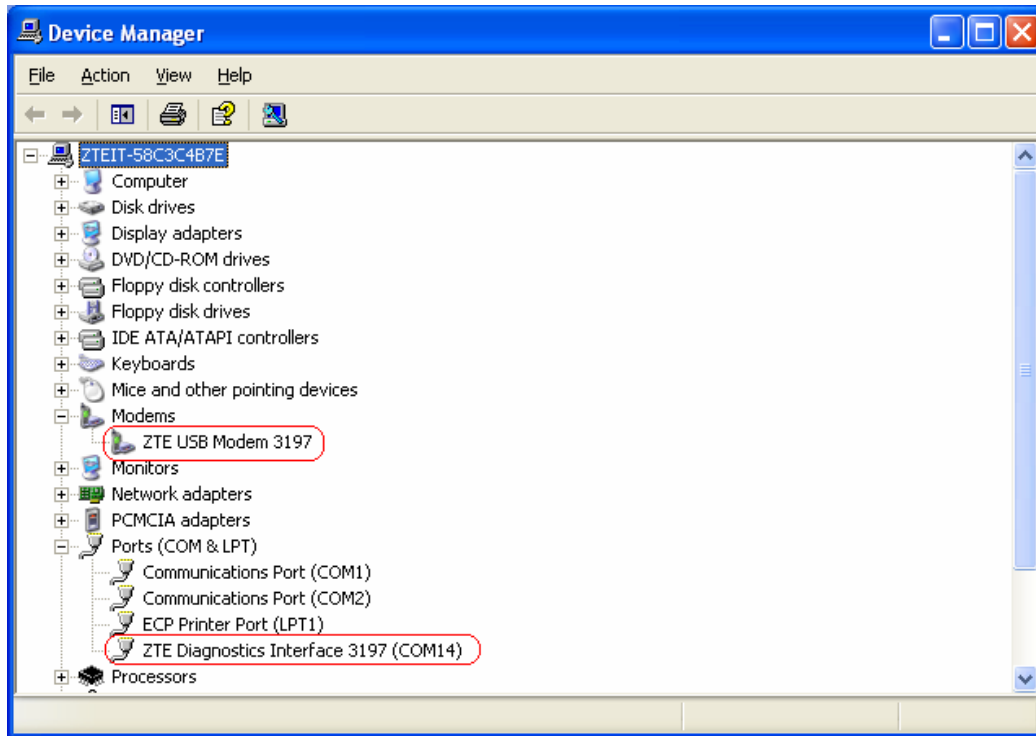 Device Manager
File Action View Help
ZTEIT-58C3C4B7E
Computer
Disk drives
Display adapters
DVD/CD-ROM drives
Floppy disk controllers
Floppy disk drives
IDE ATA/ATAPI controllers
Keyboards
Mice and other pointing devices
Modems
ZTE USB Modem 3197
Monitors
Network adapters
PCMCIA adapters
Ports (COM & LPT)
Communications Port (COM1)
Communications Port (COM2)
ECP Printer Port (LPT1)
ZTE Diagnostics Interface 3197 (COM14)
Processors